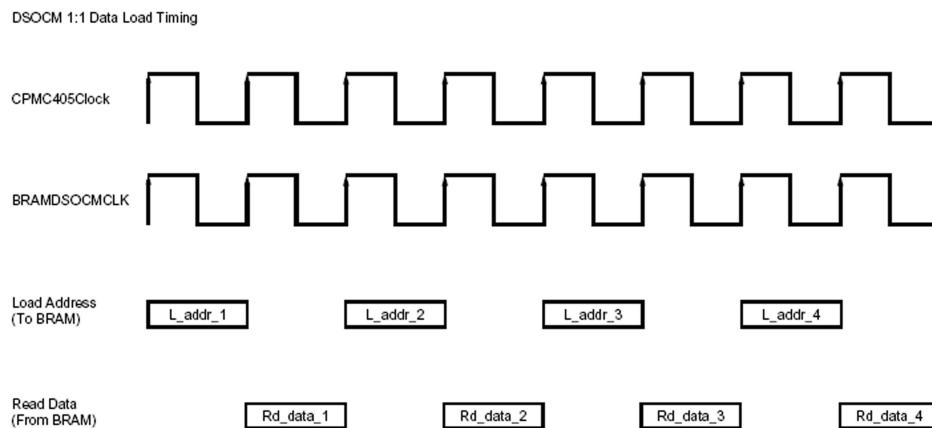 DSOCM 1:1 Data Load Timing
CPMC405Clock
BRAMDSOCMCLK
Load Address
(To BRAM)
L_addr_1
L_addr_2
L_addr_3
L_addr_4
Read Data
(From BRAM)
Rd_data_1
Rd_data_2
Rd_data_3
Rd_data_4